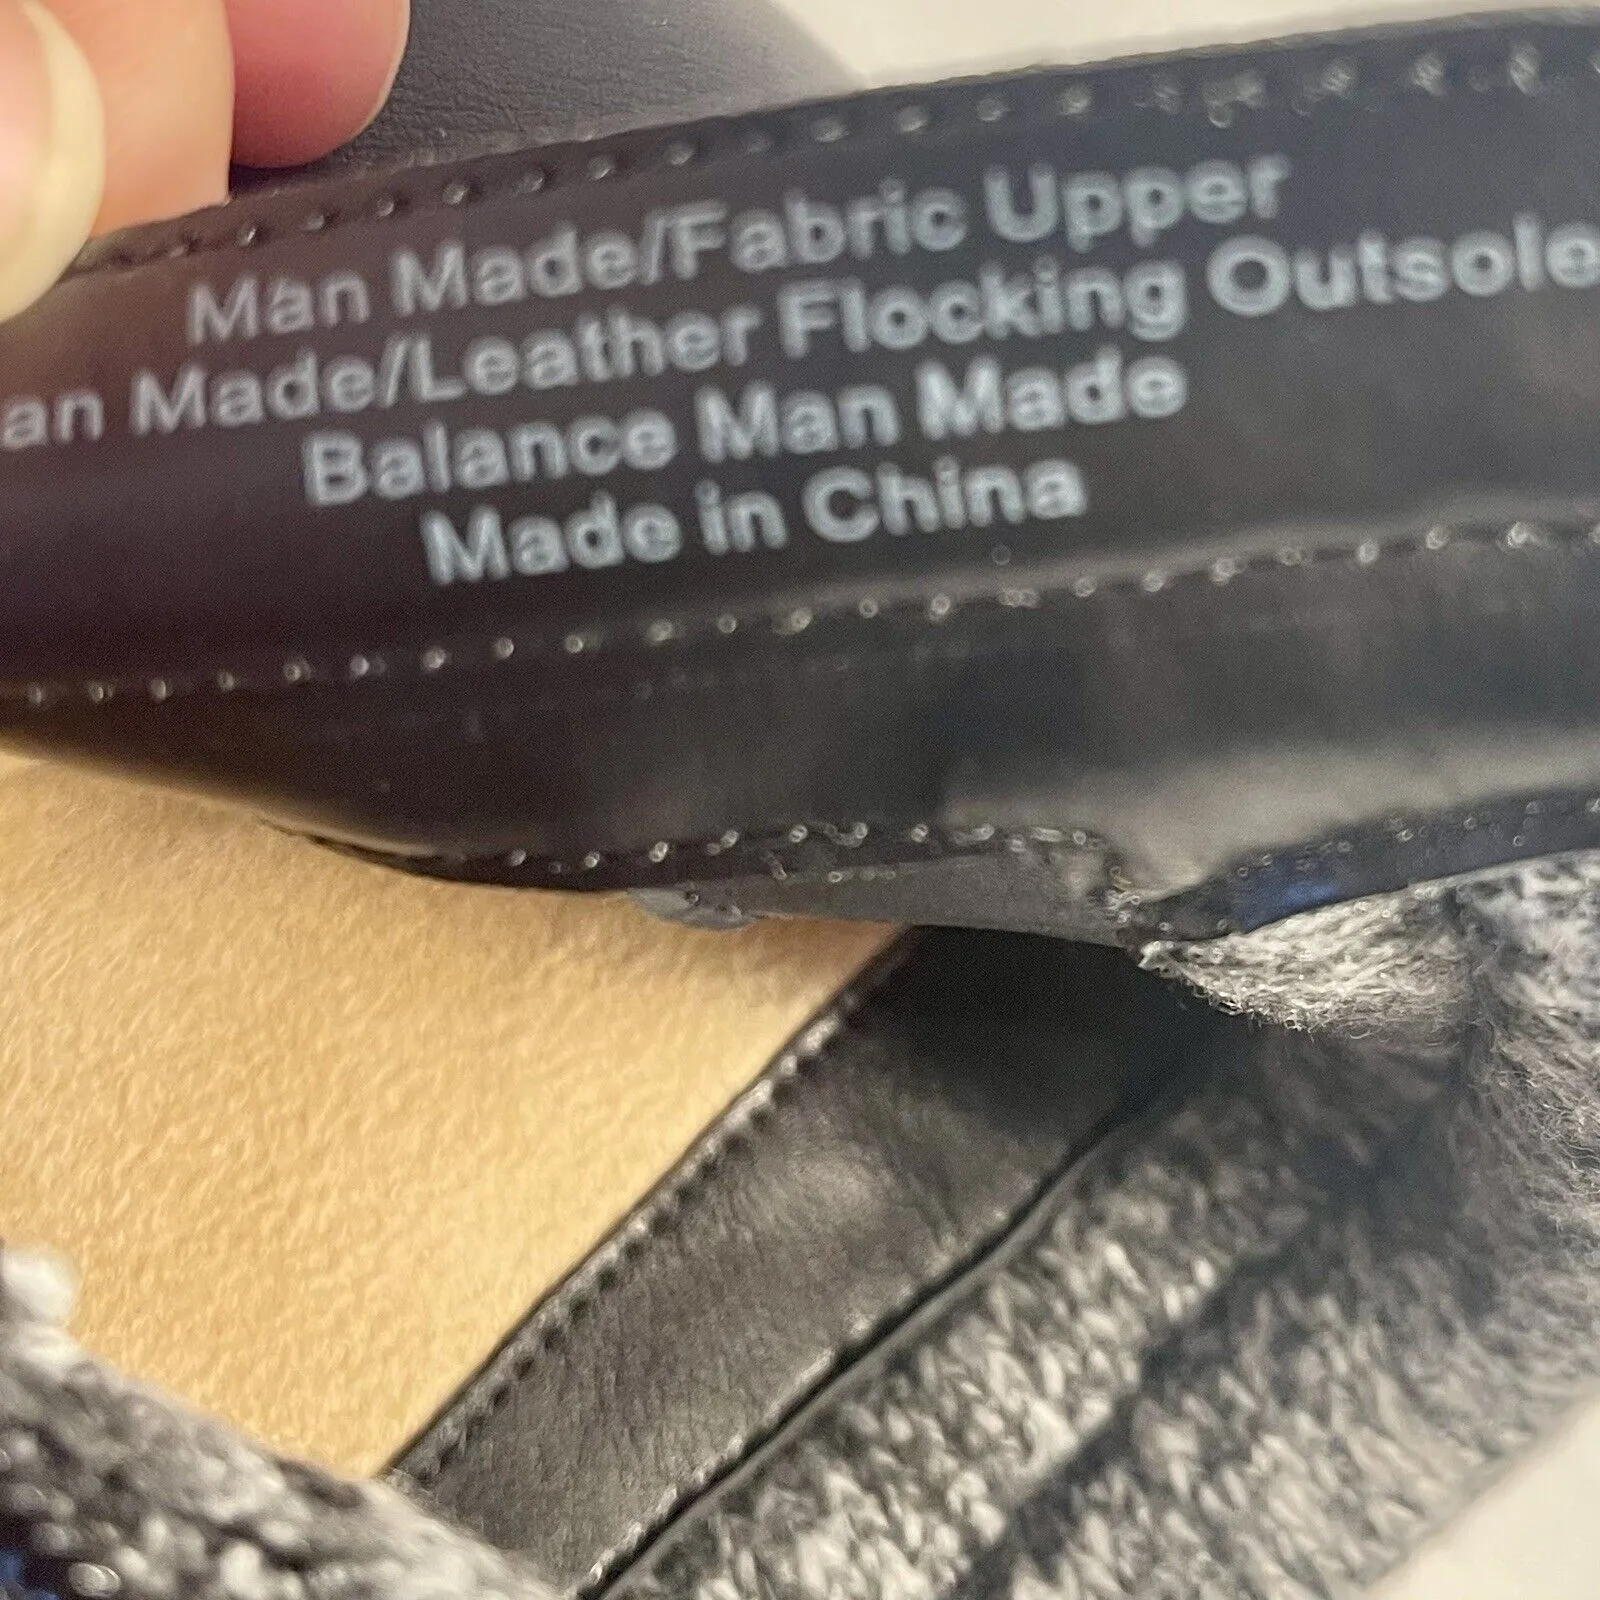 Man Made/Fabric Upper
an Made/Leather Flocking Outsole
Balance Man Made
Made in China